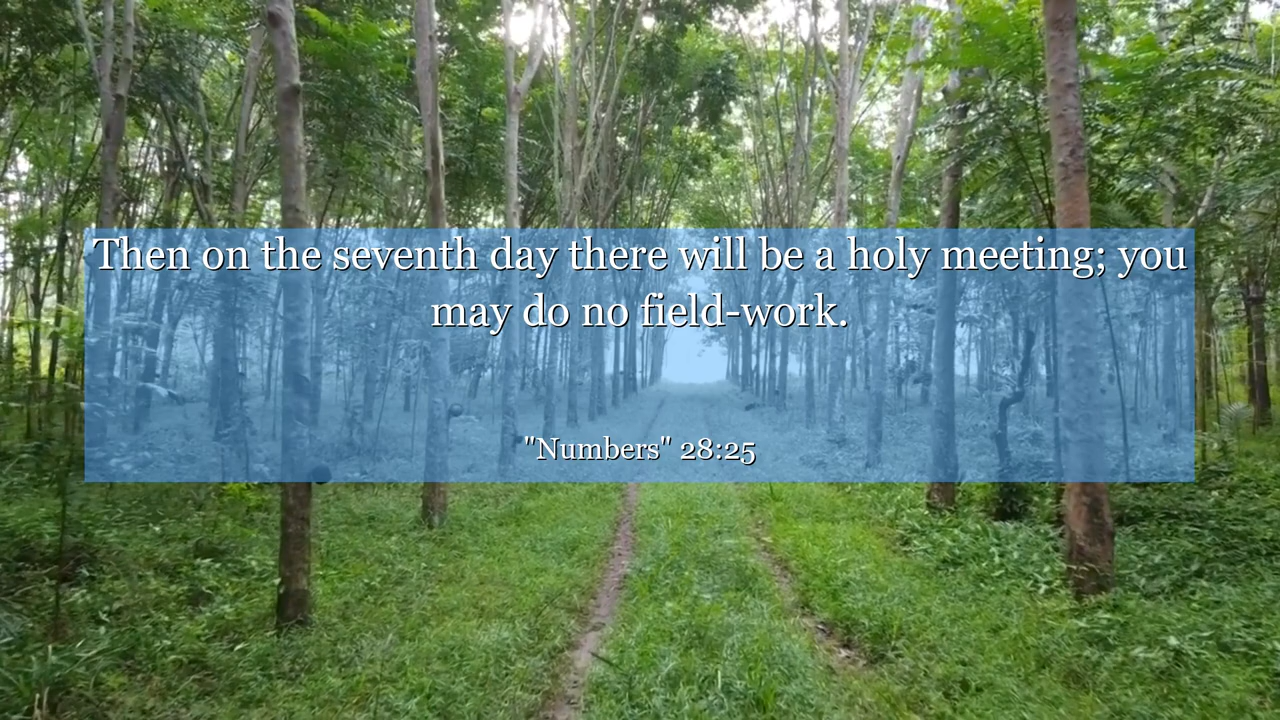 Then on the seventh day there will be a holy meeting; you
may do no field-work.
"Numbers" 28:25